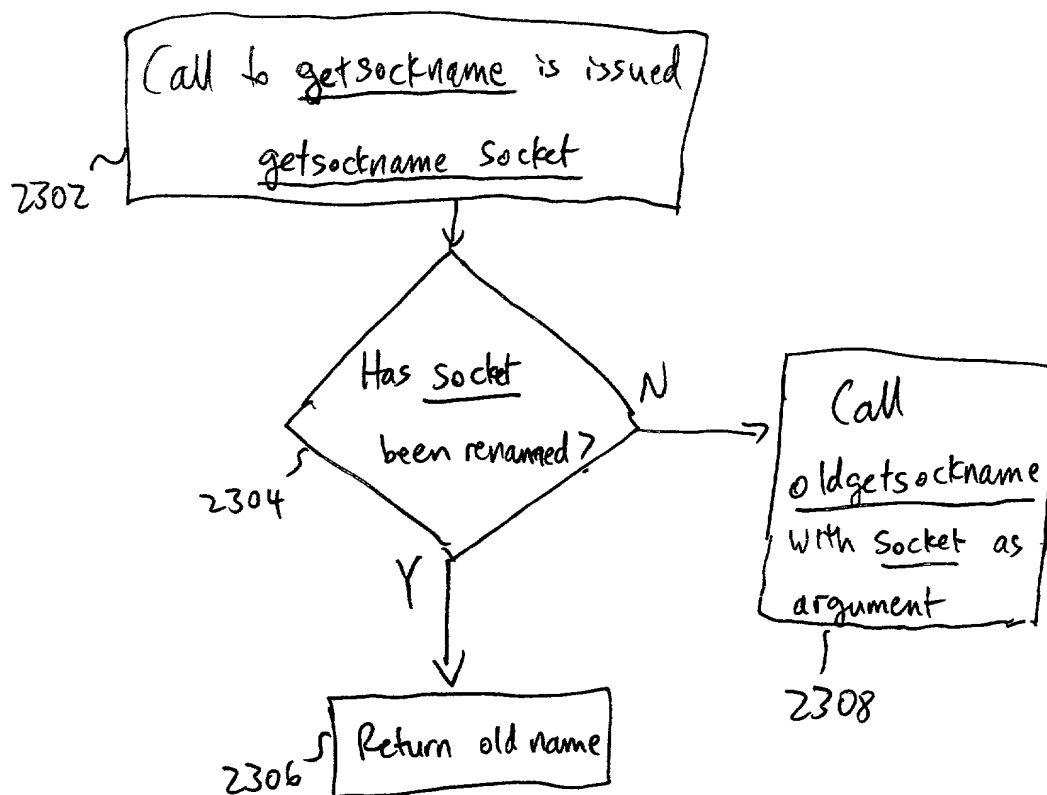 Call to getsockname is issued
getsockname socket
2302
Has socket
been renamed?
2304
N
Y
Call
oldgetsockname
with socket as
argument
2308
Return old name
2306